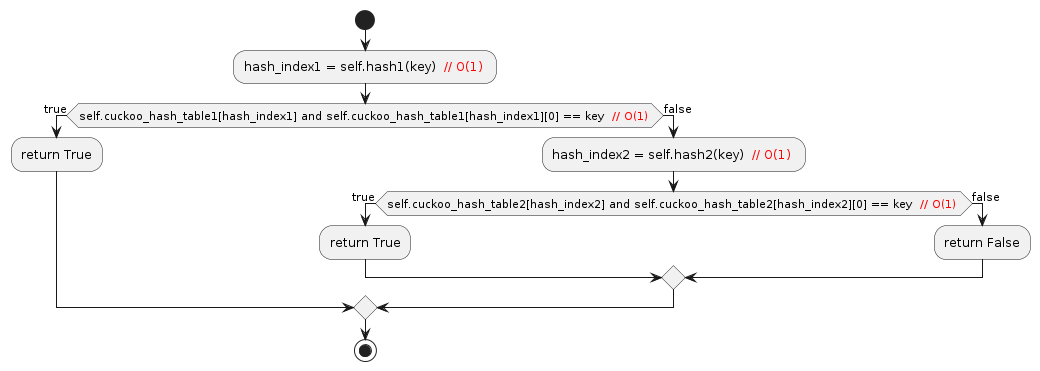 hash_index1 = self.hash1(key) // O(1)
true
self.cuckoo_hash_table1[hash_index1] and self.cuckoo_hash_table1[hash_index1][0] == key // O(1)
false
return True
hash_index2 = self.hash2(key) // O(1)
true
self.cuckoo_hash_table2[hash_index2] and self.cuckoo_hash_table2[hash_index2][0] == key // O(1)
false
return True
return False